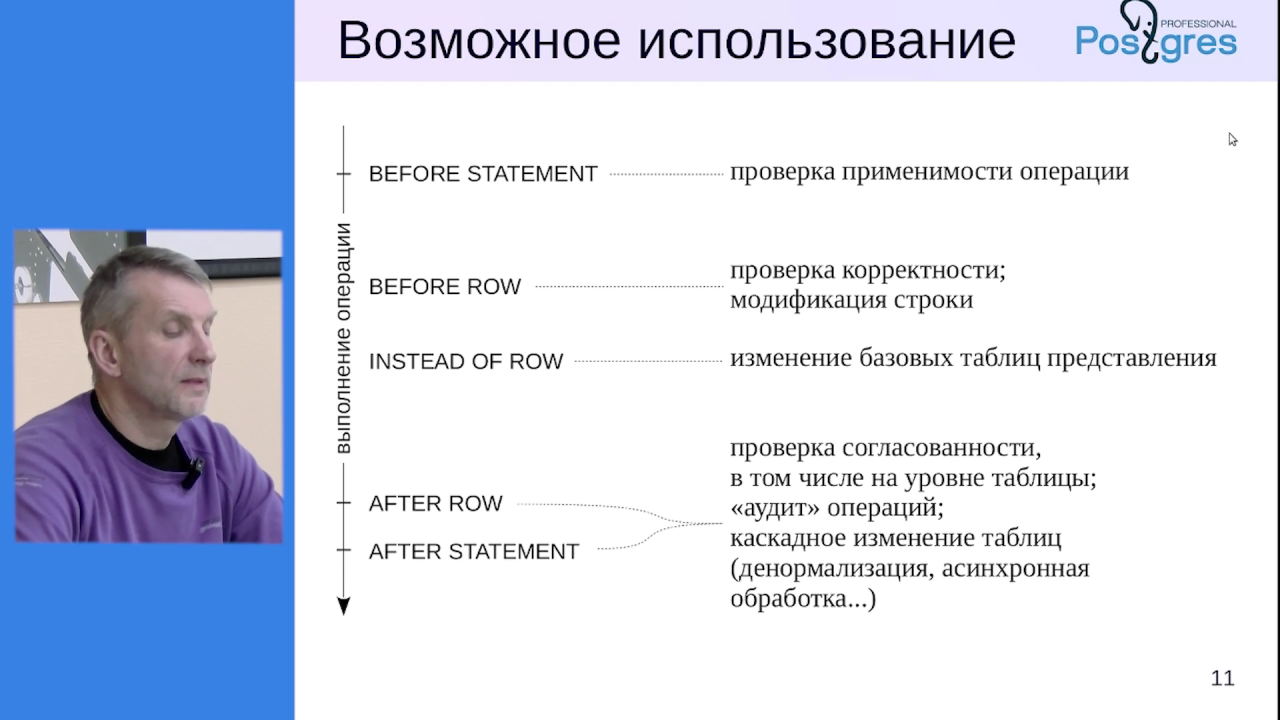 Возможное использование
PROFESSIONAL
Postgres
BEFORE STATEMENT
проверка применимости операции
выполнение операции
BEFORE ROW
проверка корректности;
модификация строки
INSTEAD OF ROW
изменение базовых таблиц представления
AFTER ROW
AFTER STATEMENT
проверка согласованности,
в том числе на уровне таблицы;
«аудит» операций;
каскадное изменение таблиц
(денормализация, асинхронная
обработка...)
11